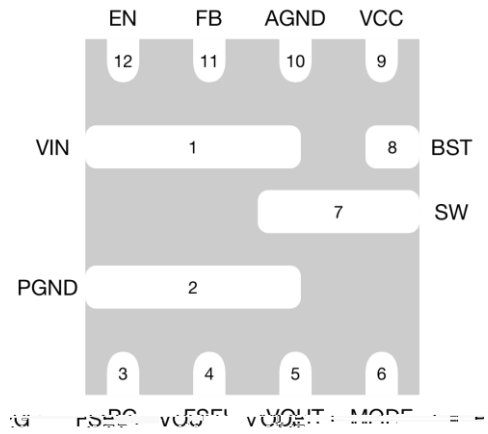 EN FB AGND VCC
12 11 10 9
VIN 1 8 BST
7 SW
PGND 2
3 4 5 6